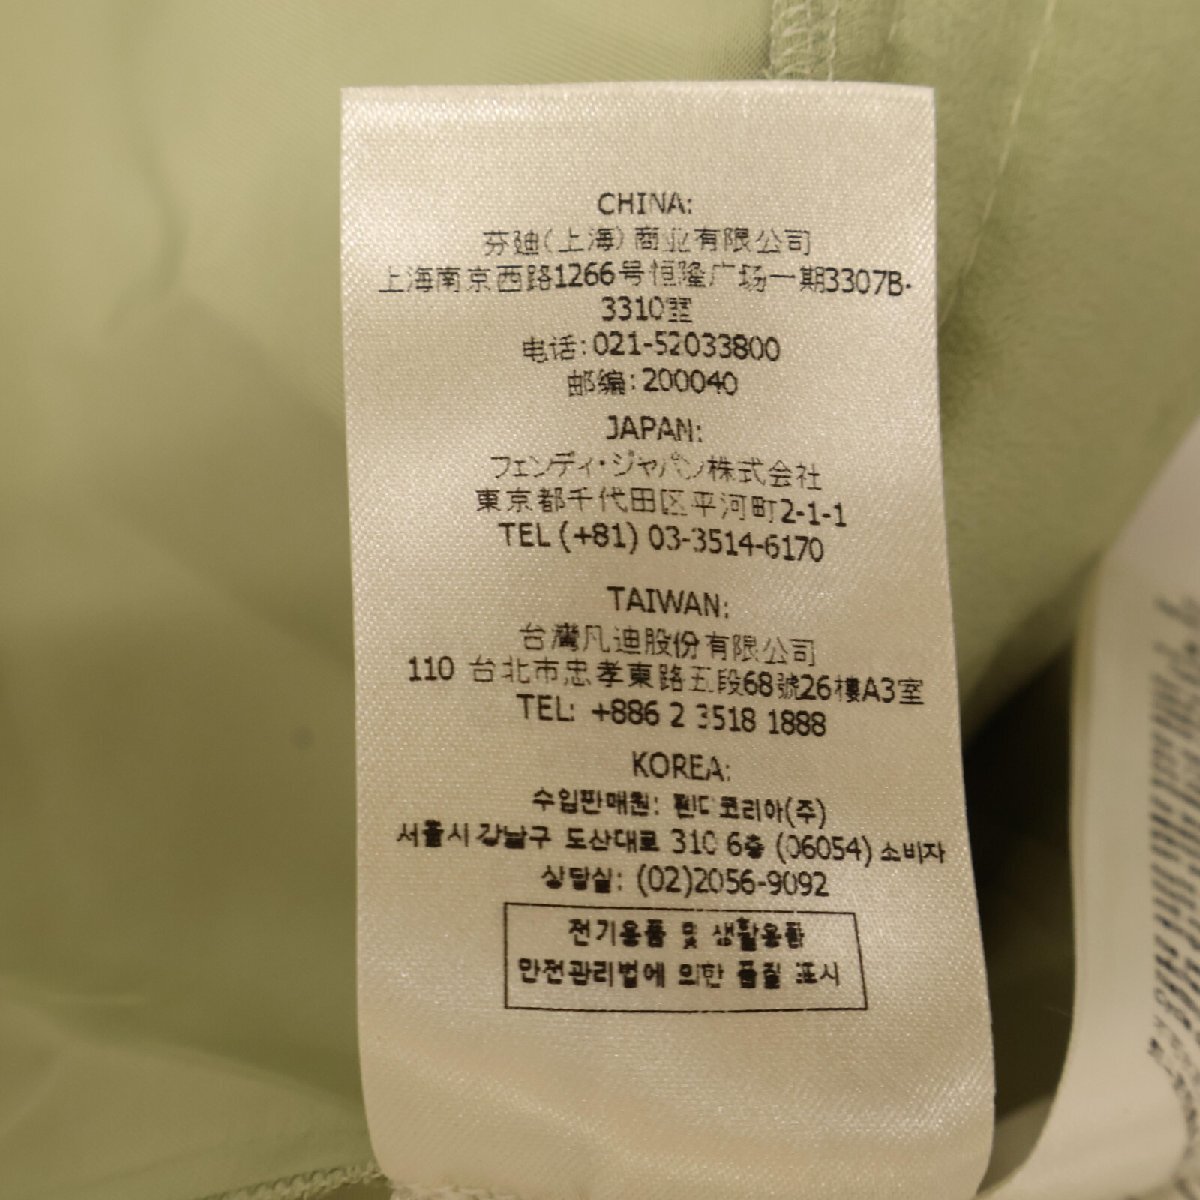 CHINA:
芬迪(上海)商业有限公司
上海南京西路1266号恒隆广场一期3307B-
3310室
电话:021-52033800
邮编:200040
JAPAN:
フェンディ・ジャパン株式会社
東京都千代田区平河町2-1-1
TEL (+81) 03-3514-6170
TAIWAN:
台灣凡迪股份有限公司
110 台北市忠孝東路五段68號26樓A3室
TEL: +886 2 3518 1888
KOREA:
수입판매원: 펜디코리아(주)
서울시 강남구 도산대로 310 6층 (06054) 소비자
상담실: (02)2056-9092
전기용품 및 생활용품
안전관리법에 의한 품질 표시